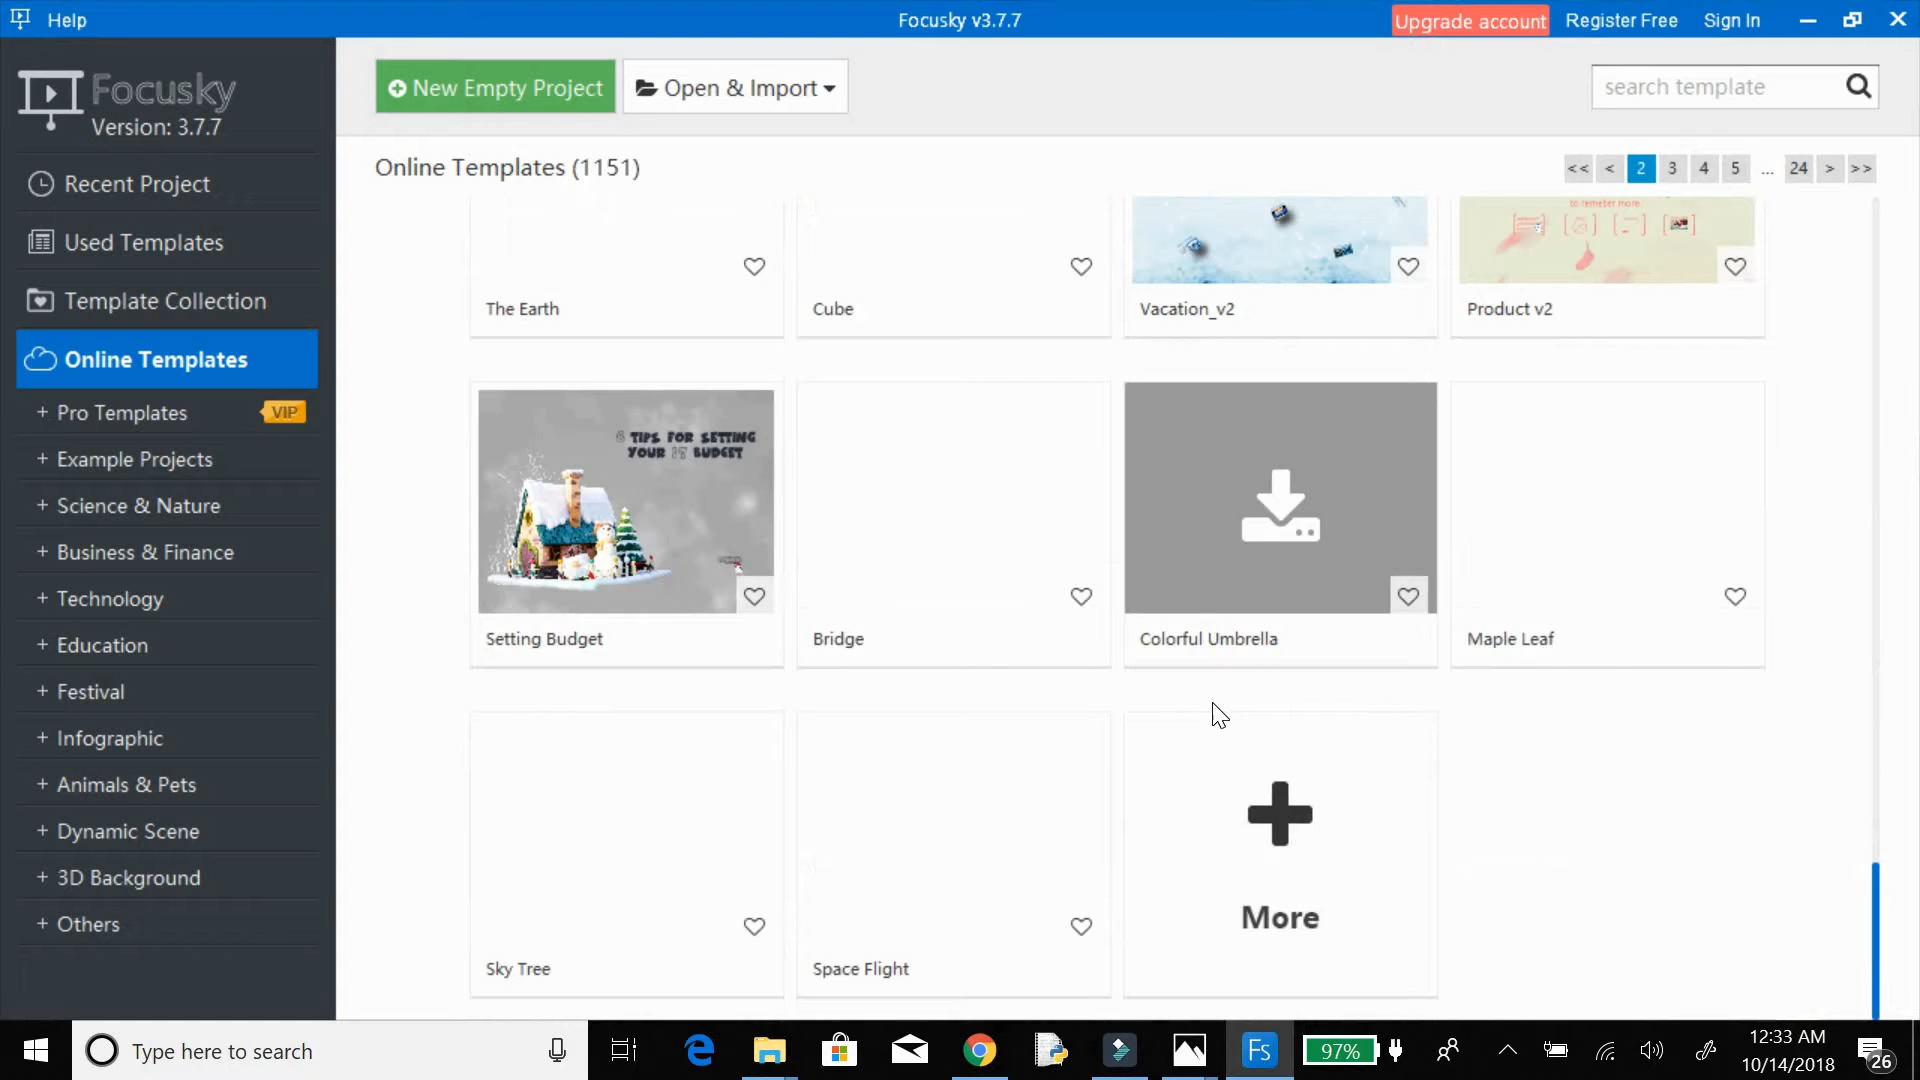 Help
Focusky v3.7.7
Upgrade account
Register Free
Sign In
Focusky
Version: 3.7.7
New Empty Project
Open & Import
search template
Recent Project
Used Templates
Template Collection
Online Templates
+ Pro Templates
VIP
+ Example Projects
+ Science & Nature
+ Business & Finance
+ Technology
+ Education
+ Festival
+ Infographic
+ Animals & Pets
+ Dynamic Scene
+ 3D Background
+ Others
Online Templates (1151)
<< < 2 3 4 5 ... 24 > >>
to remeter more.
The Earth
Cube
Vacation_v2
Product v2
TIPS FOR SETTING
YOUR BUDGET
Setting Budget
Bridge
Colorful Umbrella
Maple Leaf
Sky Tree
Space Flight
More
Type here to search
Fs
97%
12:33 AM
10/14/2018
26